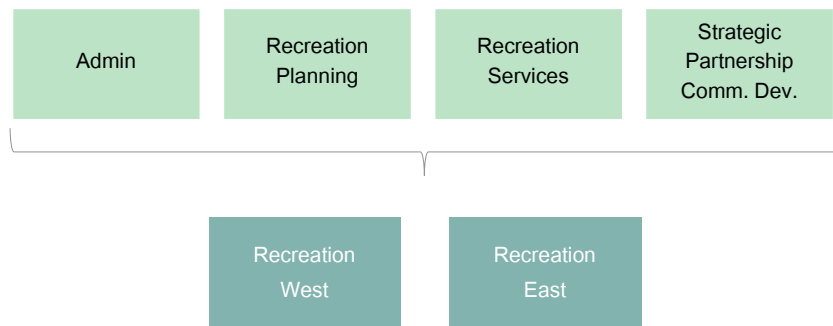 Admin
Recreation
Planning
Recreation
Services
Strategic
Partnership
Comm. Dev.
Recreation
West
Recreation
East